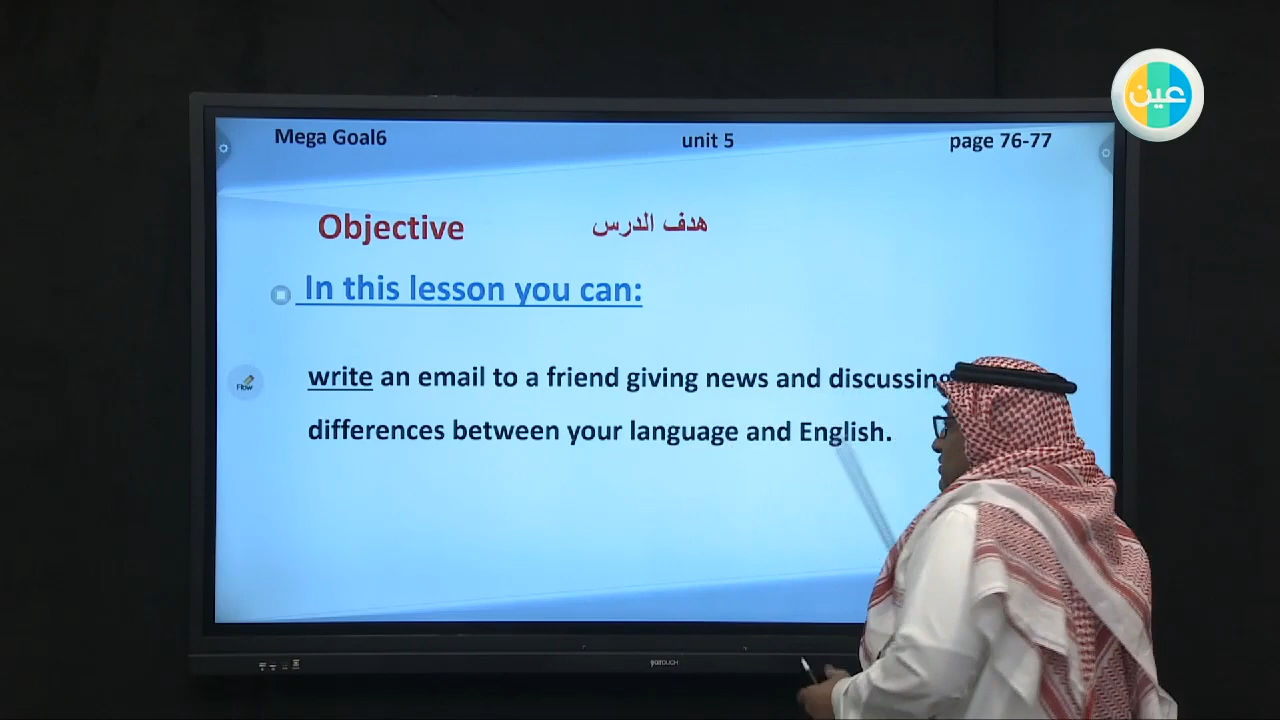 عين
Mega Goal6 unit 5 page 76-77
Objective هدف الدرس
In this lesson you can:
write an email to a friend giving news and discussing
differences between your language and English.
Flow